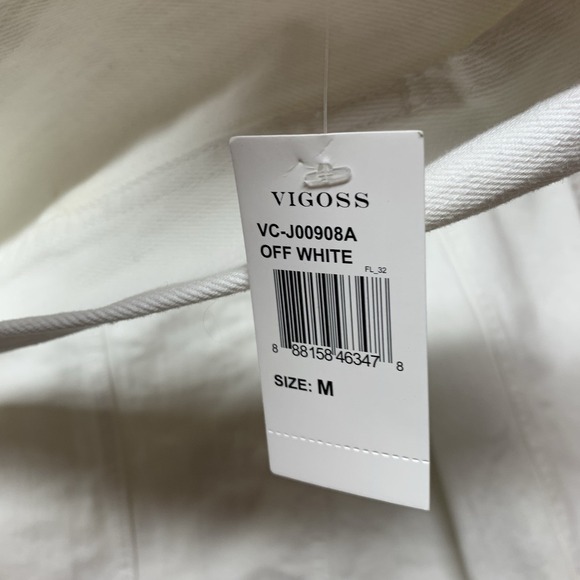 VIGOSS
VC-J00908A
OFF WHITE
FL_32
8 88158 46347 8
SIZE: M